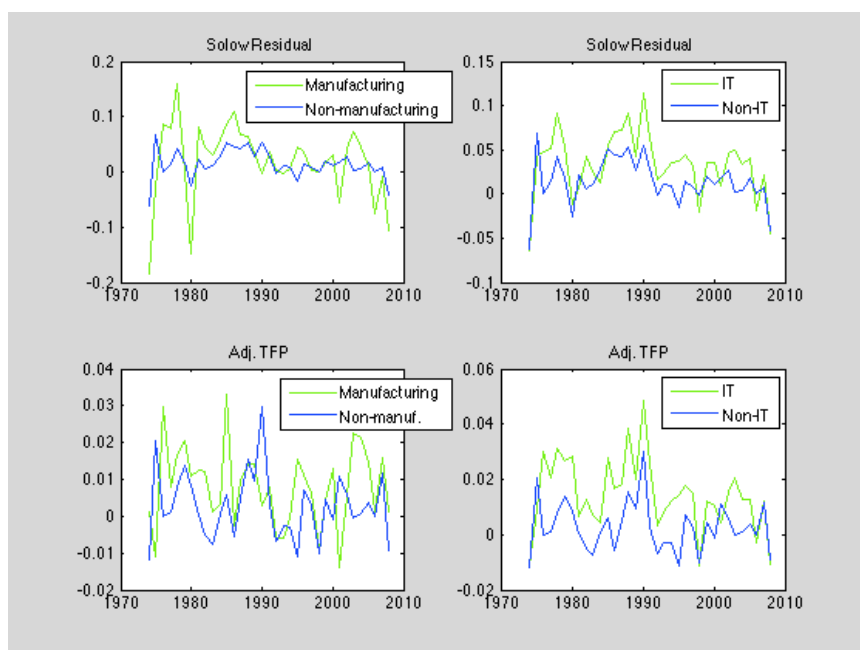 Solow Residual
0.2
0.1
0
-0.1
-0.2
1970 1980 1990 2000 2010
Manufacturing
Non-manufacturing
Solow Residual
0.15
0.1
0.05
0
-0.05
-0.1
1970 1980 1990 2000 2010
IT
Non-IT
Adj. TFP
0.04
0.03
0.02
0.01
0
-0.01
-0.02
1970 1980 1990 2000 2010
Manufacturing
Non-manuf.
Adj. TFP
0.06
0.04
0.02
0
-0.02
1970 1980 1990 2000 2010
IT
Non-IT